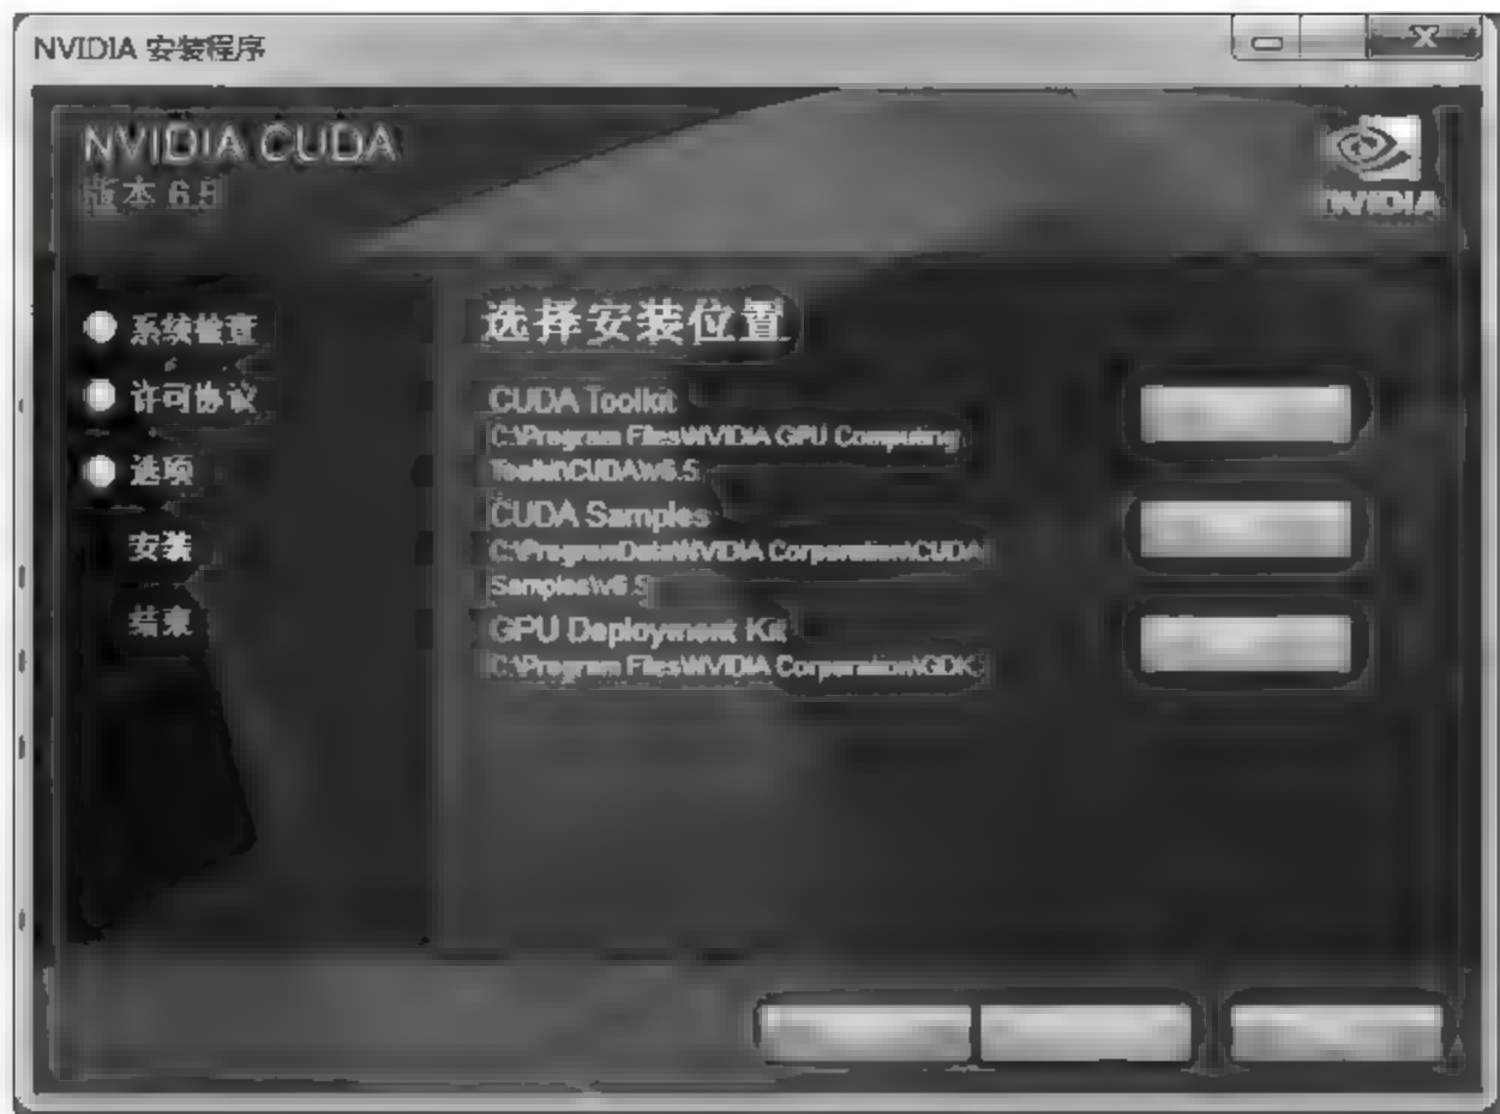 NVIDIA 安装程序
NVIDIA CUDA
版本 6.5
NVIDIA
系统检查
许可协议
选项
安装
结束
选择安装位置
CUDA Toolkit
C:\Program Files\NVIDIA GPU Computing
Toolkit\CUDA\v6.5
CUDA Samples
C:\ProgramData\NVIDIA Corporation\CUDA
Samples\v6.5
GPU Deployment Kit
C:\Program Files\NVIDIA Corporation\GDK